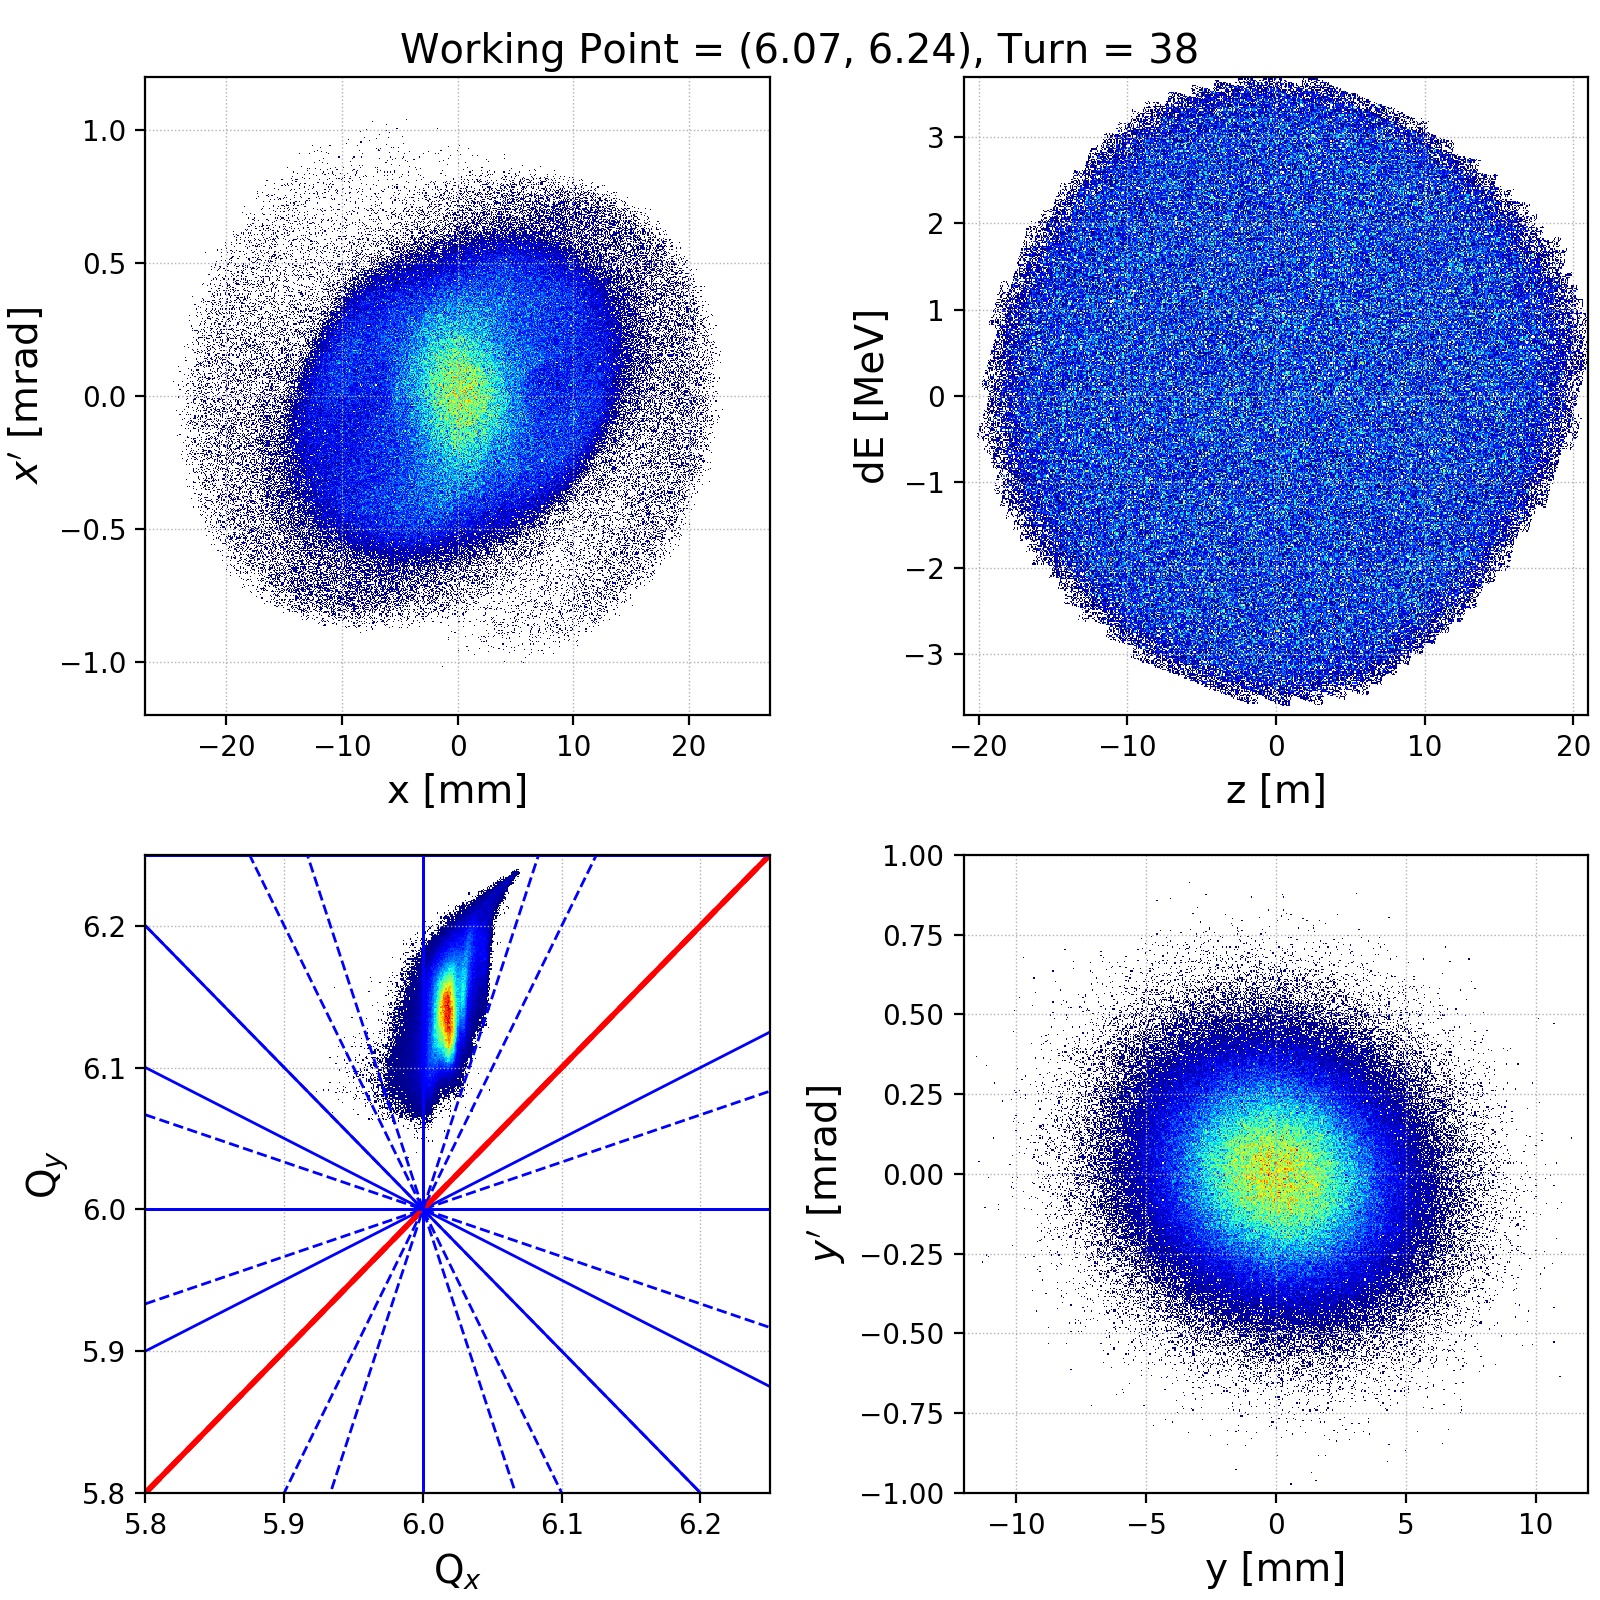 Working Point = (6.07, 6.24), Turn = 38
1.0
0.5
0.0
−0.5
−1.0
x′ [mrad]
−20 −10 0 10 20
x [mm]
3
2
1
0
−1
−2
−3
dE [MeV]
−20 −10 0 10 20
z [m]
6.2
6.1
6.0
5.9
5.8
Qy
5.8 5.9 6.0 6.1 6.2
Qx
1.00
0.75
0.50
0.25
0.00
−0.25
−0.50
−0.75
−1.00
y′ [mrad]
−10 −5 0 5 10
y [mm]